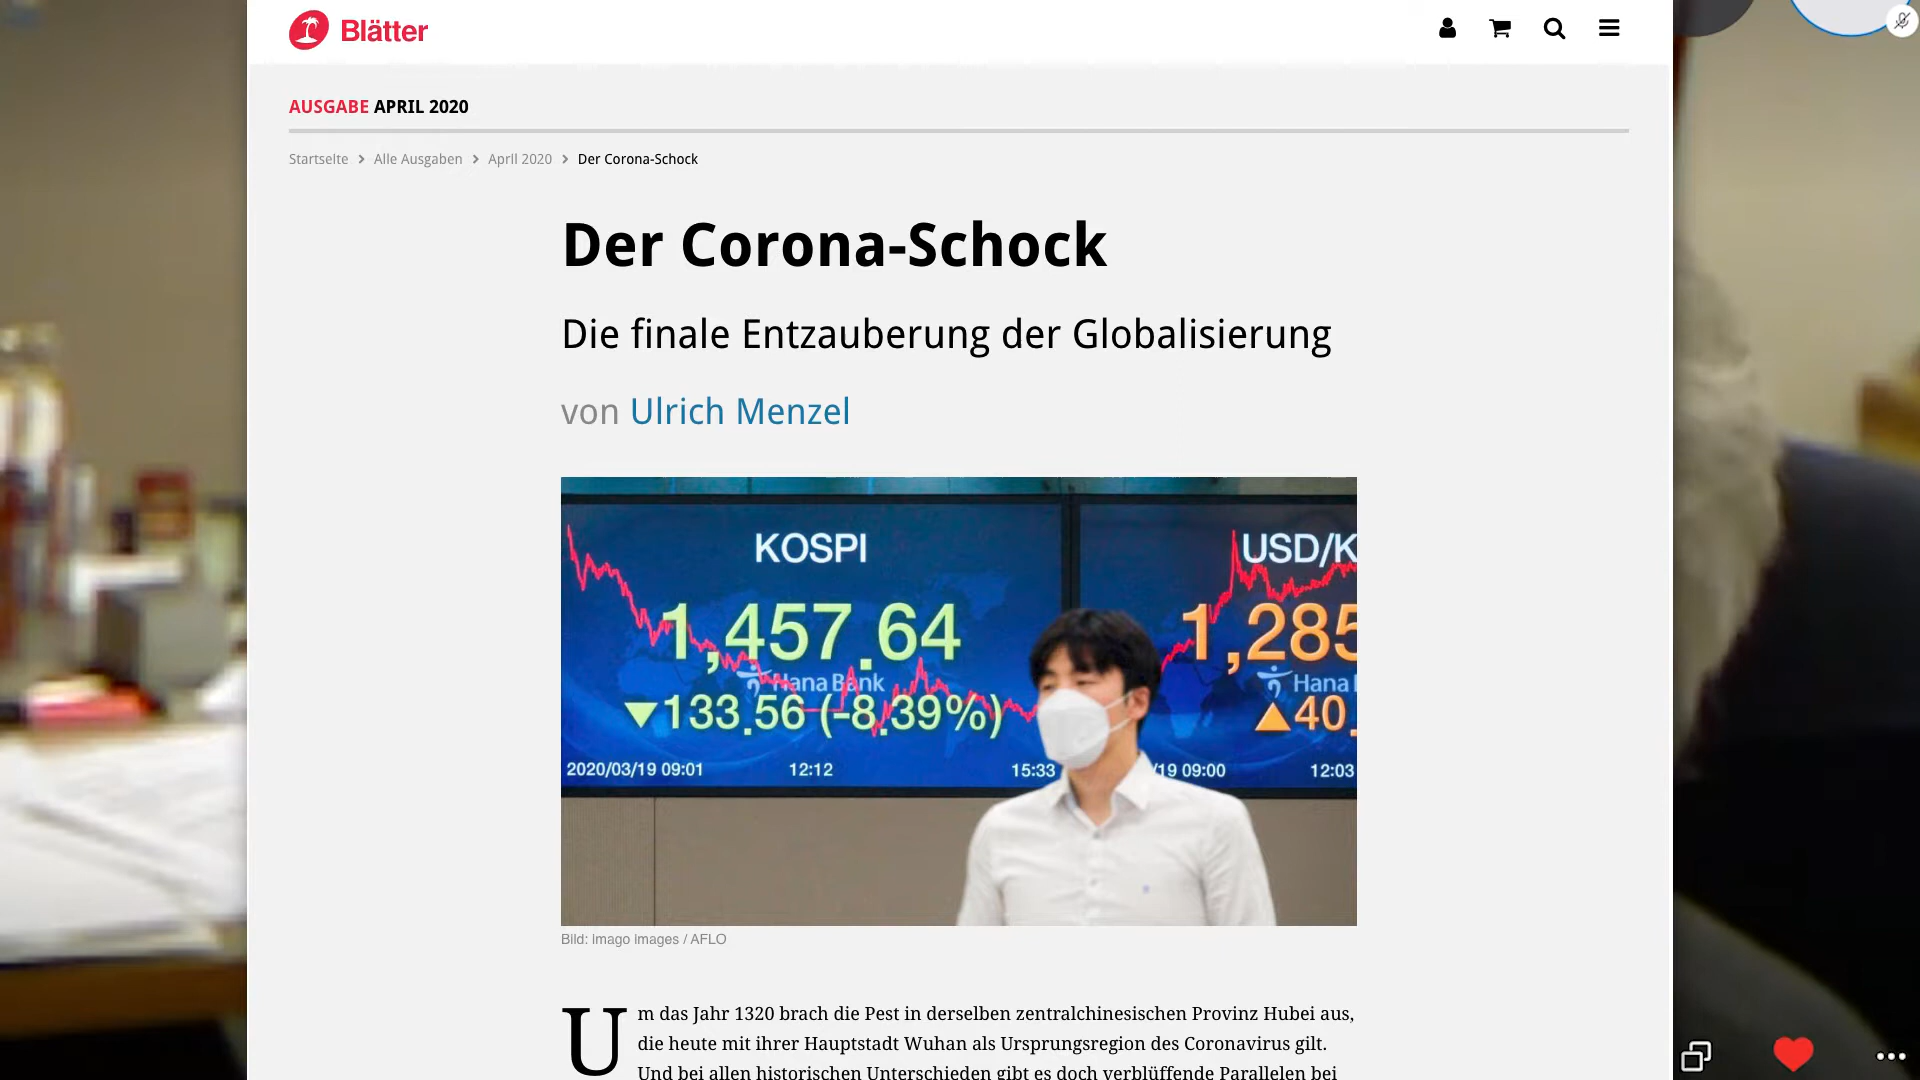 Blätter
AUSGABE APRIL 2020
Startseite > Alle Ausgaben > April 2020 > Der Corona-Schock
Der Corona-Schock
Die finale Entzauberung der Globalisierung
von Ulrich Menzel
KOSPI
1,457.64
Hana Bank
▼133.56 (-8.39%)
2020/03/19 09:01 12:12 15:33
USD/K
1,285
Hana
▲40.
/19 09:00 12:03
Bild: imago images / AFLO
Um das Jahr 1320 brach die Pest in derselben zentralchinesischen Provinz Hubei aus,
die heute mit ihrer Hauptstadt Wuhan als Ursprungsregion des Coronavirus gilt.
Und bei allen historischen Unterschieden gibt es doch verblüffende Parallelen bei